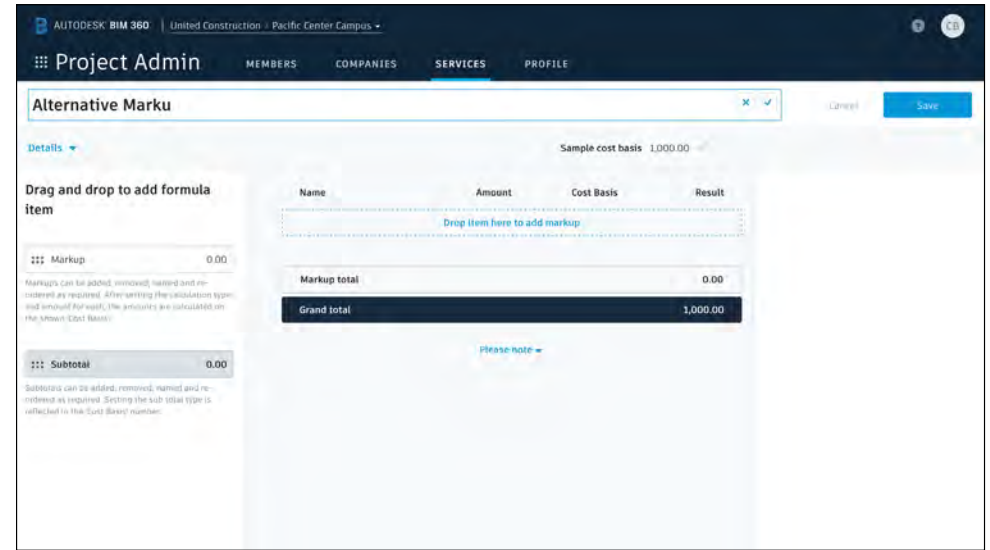 AUTODESK BIM 360 United Construction Pacific Center Campus
CB
Project Admin MEMBERS COMPANIES SERVICES PROFILE
Alternative Marku
Cancel Save
Details Sample cost basis 1,000.00
Drag and drop to add formula
item
Name Amount Cost Basis Result
Drop item here to add markup
Markup 0.00
Markups can be added, removed, named and re-
ordered as required. After setting the calculation type
and amount for each, the amounts are calculated on
the shown Cost Basis.
Markup total 0.00
Grand total 1,000.00
Please note
Subtotal 0.00
Subtotals can be added, removed, named and re-
ordered as required. Setting the sub total type is
reflected in the 'Cost Basis' number.